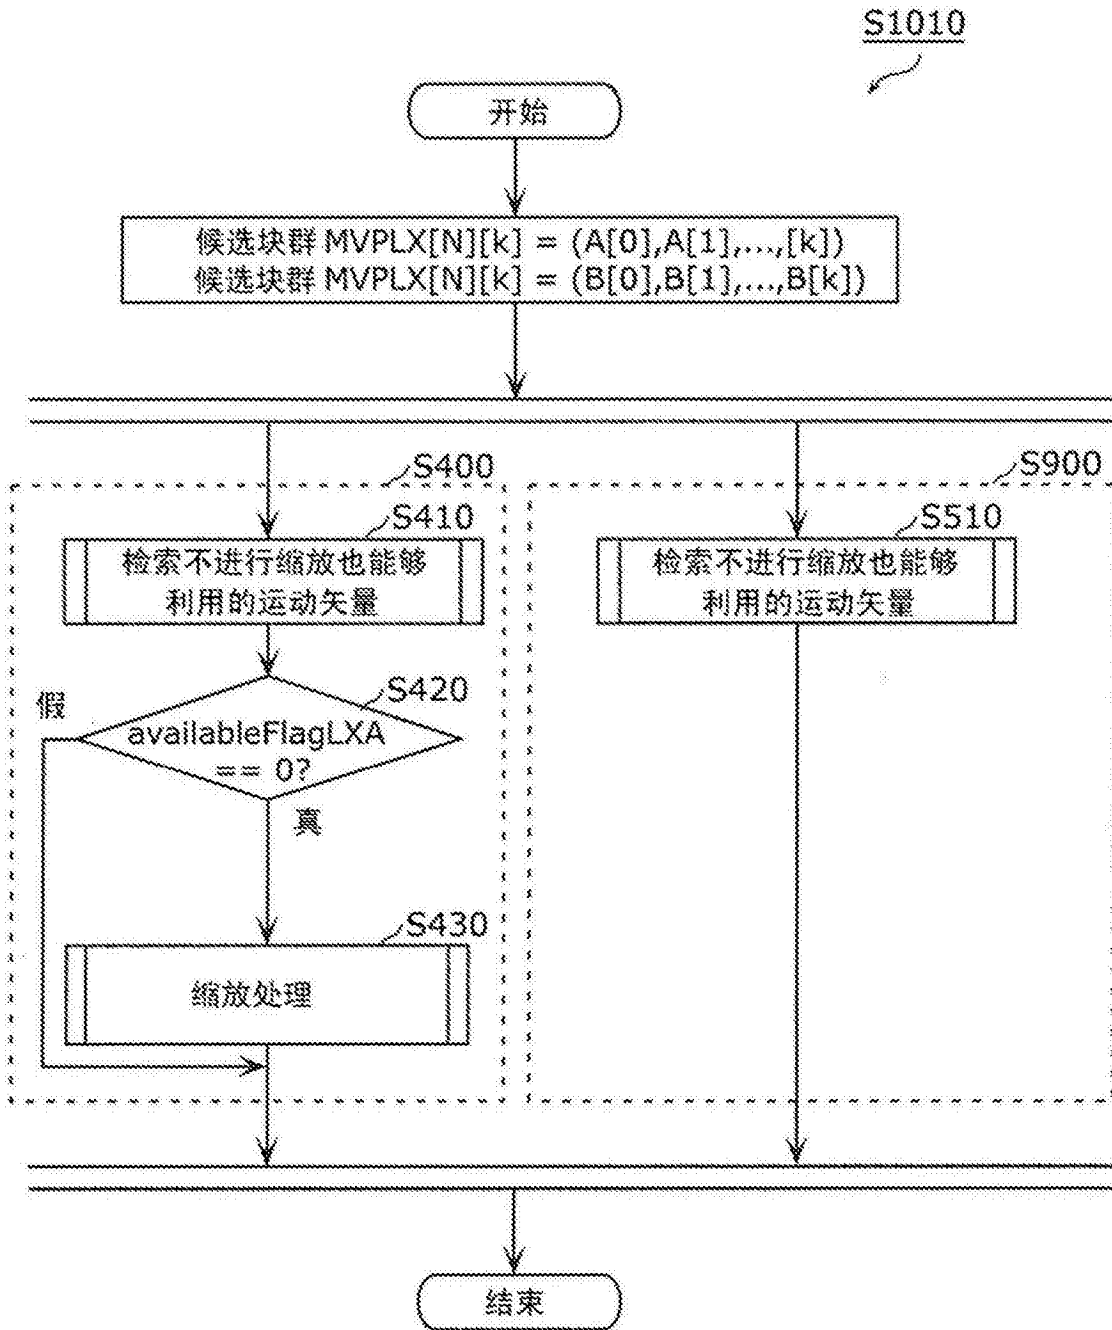 S1010
开始
候选块群 MVPLX[N][k] = (A[0],A[1],...,[k])
候选块群 MVPLX[N][k] = (B[0],B[1],...,B[k])
S400
S900
S410
检索不进行缩放也能够
利用的运动矢量
S510
检索不进行缩放也能够
利用的运动矢量
S420
假
availableFlagLXA
== 0?
真
S430
缩放处理
结束